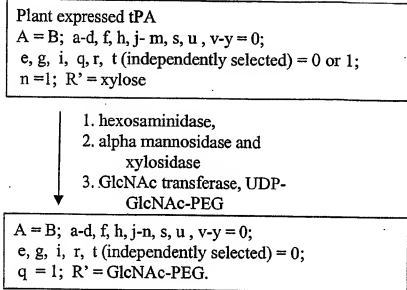 Plant expressed tPA
A = B; a-d, f, h, j- m, s, u , v-y = 0;
e, g, i, q, r, t (independently selected) = 0 or 1;
n =1; R' = xylose
1. hexosaminidase,
2. alpha mannosidase and
xylosidase
3. GlcNAc transferase, UDP-
GlcNAc-PEG
A = B; a-d, f, h, j-n, s, u, v-y = 0;
e, g, i, r, t (independently selected) = 0;
q = 1; R' = GlcNAc-PEG.